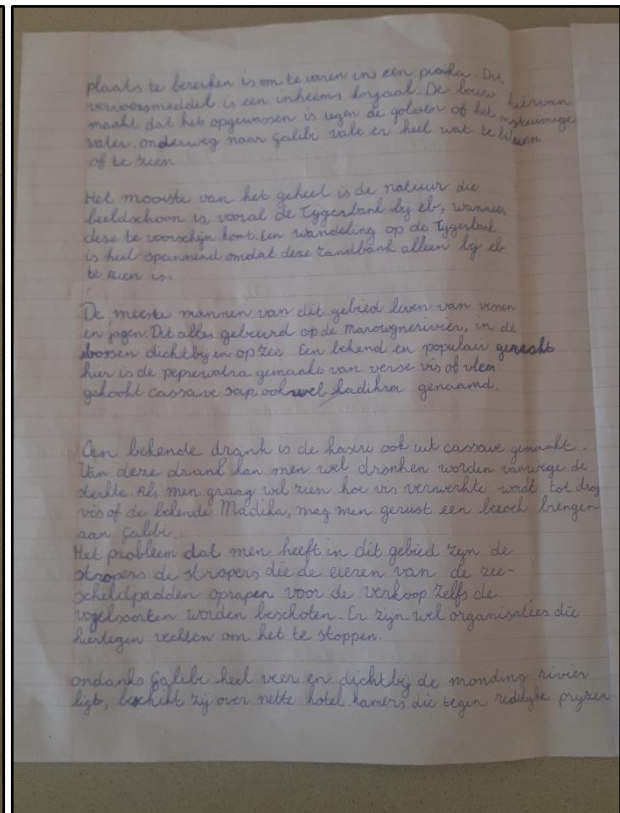 plaats te bereiken is om te varen in een piaka. Dit
vervoersmeddel is een inheems korjaal. De bouw hiervan
maakt dat het opgewassen is tegen de golven of het onstuimige
water. onderweg naar Galibi valt er heel wat te beleven
of te zien
Het mooiste van het geheel is de natuur die
beeldschoon is vooral de Tijgerbank bij eb, wanneer
dese te voorschijn komt. Een wandeling op de Tijgerbank
is heel spannend omdat deze zandbank alleen bij eb
te zien is.
De meeste mannen van dit gebied leven van vissen
en jagen. Dit alles gebeurd op de Marowijnerivier, in de
bossen dichtbij en op zee. Een bekend en populair gerecht
hier is de peprewatra gemaakt van verse vis of vlees
gekookt cassave sap ook wel kadikra genaamd.
Een bekende drank is de kasiri ook uit cassave gemaakt.
Van deze drank kan men wel dronken worden vanwege de
sterkte. Als men graag wil zien hoe vis verwerkte wordt tot droge
vis of de bekende Madika, mag men gerust een bezoek brengen
aan Galibi.
Het probleem dat men heeft in dit gebied zijn de
stropers de stropers die de eieren van de zee-
schildpadden oprapen voor de verkoop zelfs de
vogelsoorten worden beschoten. Er zijn wel organisaties die
hiertegen vechten om het te stoppen.
ondanks Galibi heel veer en dichtbij de monding rivier
ligt, beschikt zij over nette hotel kamers die tegen redelijke prijzen